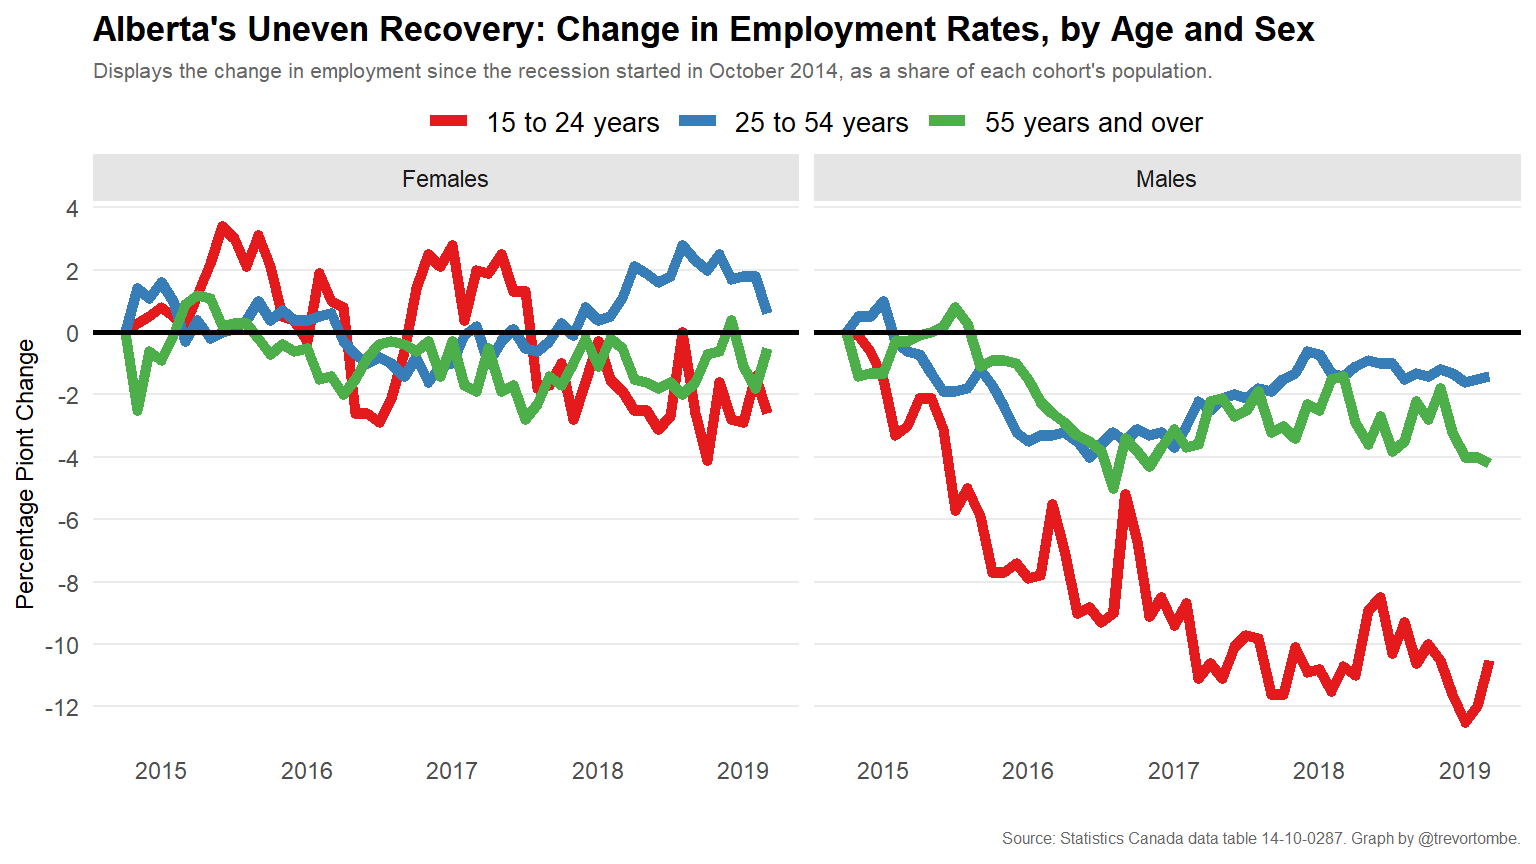 Alberta's Uneven Recovery: Change in Employment Rates, by Age and Sex
Displays the change in employment since the recession started in October 2014, as a share of each cohort's population.
15 to 24 years 25 to 54 years 55 years and over
Females Males
Percentage Piont Change
4
2
0
-2
-4
-6
-8
-10
-12
2015 2016 2017 2018 2019 2015 2016 2017 2018 2019
Source: Statistics Canada data table 14-10-0287. Graph by @trevortombe.